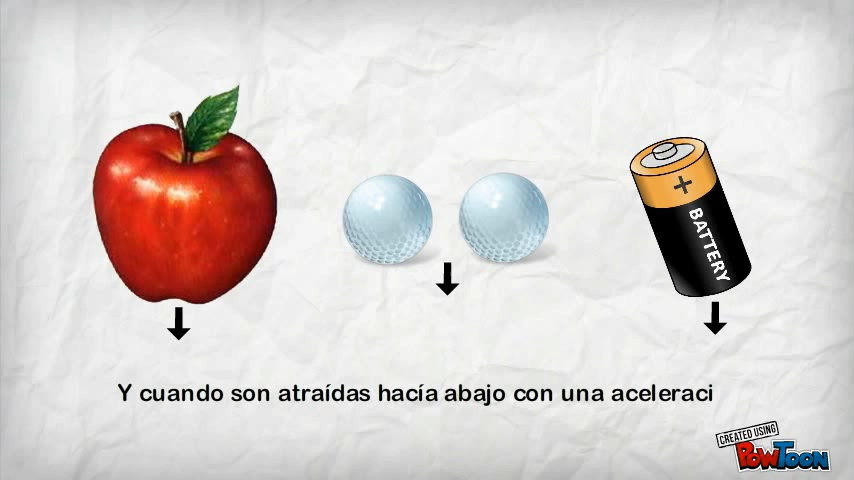 +
BATTERY
Y cuando son atraídas hacía abajo con una aceleraci
CREATED USING
POWTOON